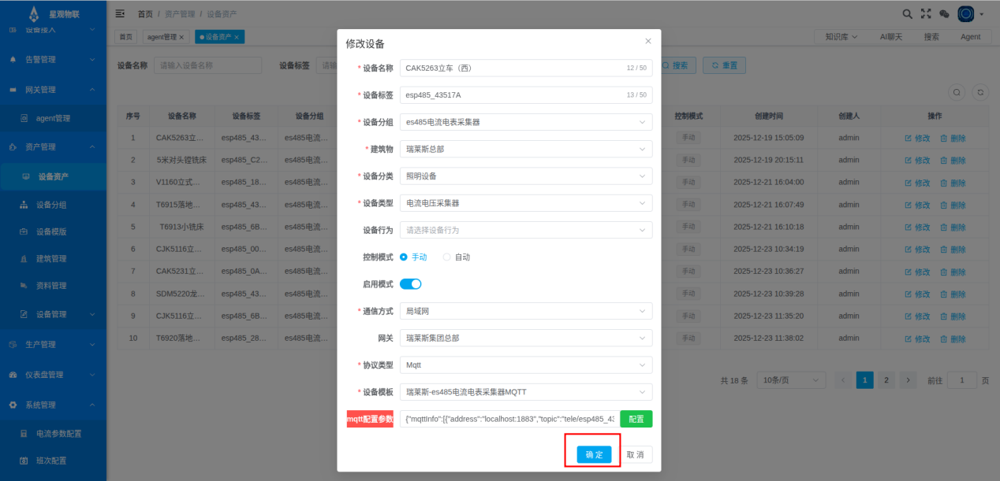 星观物联
首页 / 资产管理 / 设备资产
设备接入
告警管理
网关管理
agent管理
资产管理
设备资产
设备分组
设备模版
建筑管理
资料管理
设备管理
生产管理
仪表盘管理
系统管理
电流参数配置
班次配置
首页 agent管理 × 设备资产 ×
知识库 AI聊天 搜索 Agent
设备名称 请输入设备名称 设备标签 请输 搜索 重置
序号 设备名称 设备标签 设备分组 控制模式 创建时间 创建人 操作
1 CAK5263立… esp485_43… es485电流… 手动 2025-12-19 15:05:09 admin 修改 删除
2 5米对头镗铣床 esp485_C2… es485电流… 手动 2025-12-19 20:15:11 admin 修改 删除
3 V1160立式… esp485_18… es485电流… 手动 2025-12-21 16:04:00 admin 修改 删除
4 T6915落地… esp485_43… es485电流… 手动 2025-12-21 16:07:49 admin 修改 删除
5 T6913小铣床 esp485_6B… es485电流… 手动 2025-12-21 16:10:18 admin 修改 删除
6 CJK5116立… esp485_00… es485电流… 手动 2025-12-23 10:34:19 admin 修改 删除
7 CAK5231立… esp485_0A… es485电流… 手动 2025-12-23 10:36:27 admin 修改 删除
8 SDM5220龙… esp485_43… es485电流… 手动 2025-12-23 10:39:28 admin 修改 删除
9 CJK5116立… esp485_6B… es485电流… 手动 2025-12-23 11:35:20 admin 修改 删除
10 T6920落地… esp485_28… es485电流… 手动 2025-12-23 11:38:02 admin 修改 删除
共 18 条 10条/页 1 2 前往 1 页
修改设备
* 设备名称 CAK5263立车（西） 12 / 50
* 设备标签 esp485_43517A 13 / 50
* 设备分组 es485电流电表采集器
* 建筑物 瑞莱斯总部
* 设备分类 照明设备
* 设备类型 电流电压采集器
设备行为 请选择设备行为
控制模式 手动 自动
启用模式
* 通信方式 局域网
网关 瑞莱斯集团总部
* 协议类型 Mqtt
* 设备模板 瑞莱斯-es485电流电表采集器MQTT
mqtt配置参数 {"mqttInfo":[{"address":"localhost:1883","topic":"tele/esp485_43 配置
确 定 取 消